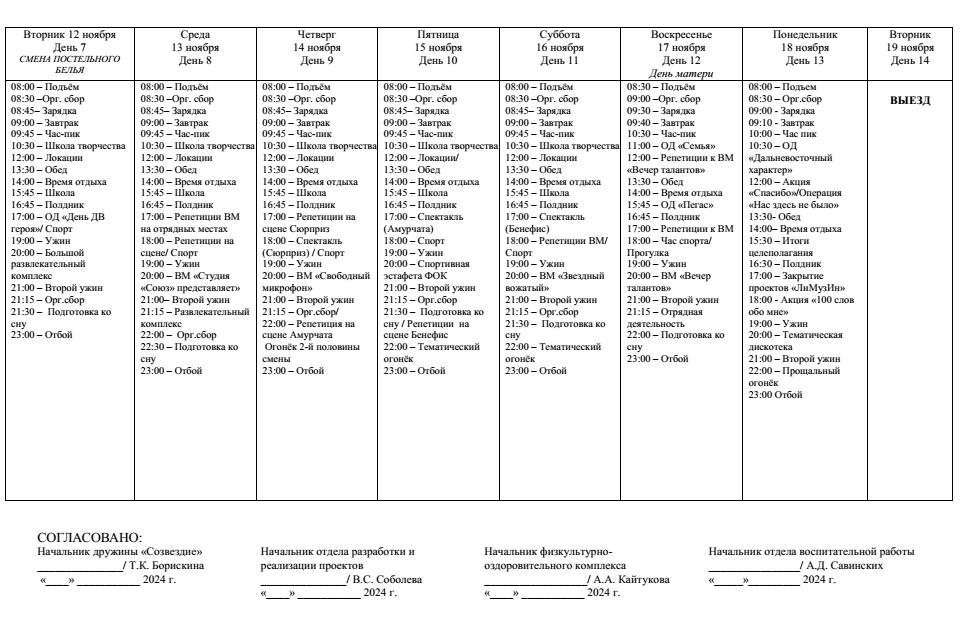 Вторник 12 ноября
День 7
СМЕНА ПОСТЕЛЬНОГО
БЕЛЬЯ
08:00 – Подъём
08:30 –Орг. сбор
08:45– Зарядка
09:00 – Завтрак
09:45 – Час-пик
10:30 – Школа творчества
12:00 – Локации
13:30 – Обед
14:00 – Время отдыха
15:45 – Школа
16:45 – Полдник
17:00 – ОД «День ДВ
героя»/ Спорт
19:00 – Ужин
20:00 – Большой
развлекательный
комплекс
21:00 – Второй ужин
21:15 – Орг.сбор
21:30 – Подготовка ко
сну
23:00 – Отбой
Среда
13 ноября
День 8
08:00 – Подъём
08:30 –Орг. сбор
08:45– Зарядка
09:00 – Завтрак
09:45 – Час-пик
10:30 – Школа творчества
12:00 – Локации
13:30 – Обед
14:00 – Время отдыха
15:45 – Школа
16:45 – Полдник
17:00 – Репетиции ВМ
на отрядных местах
18:00 – Репетиции на
сцене/ Спорт
19:00 – Ужин
20:00 – ВМ «Студия
«Союз» представляет»
21:00– Второй ужин
21:15 – Развлекательный
комплекс
22:00 – Орг.сбор
22:30 – Подготовка ко
сну
23:00 – Отбой
Четверг
14 ноября
День 9
08:00 – Подъём
08:30 –Орг. сбор
08:45– Зарядка
09:00 – Завтрак
09:45 – Час-пик
10:30 – Школа творчества
12:00 – Локации
13:30 – Обед
14:00 – Время отдыха
15:45 – Школа
16:45 – Полдник
17:00 – Репетиции на
сцене Сюрприз
18:00 – Спектакль
(Сюрприз) / Спорт
19:00 – Ужин
20:00 – ВМ «Свободный
микрофон»
21:00 – Второй ужин
21:15 – Орг.сбор/
22:00 – Репетиция на
сцене Амурчата
Огонёк 2-й половины
смены
23:00 – Отбой
Пятница
15 ноября
День 10
08:00 – Подъём
08:30 –Орг. сбор
08:45– Зарядка
09:00 – Завтрак
09:45 – Час-пик
10:30 – Школа творчества
12:00 – Локации/
13:30 – Обед
14:00 – Время отдыха
15:45 – Школа
16:45 – Полдник
17:00 – Спектакль
(Амурчата)
18:00 – Спорт
19:00 – Ужин
20:00 – Спортивная
эстафета ФОК
21:00 – Второй ужин
21:15 – Орг.сбор
21:30 – Подготовка ко
сну / Репетиции на
сцене Бенефис
22:00 – Тематический
огонёк
23:00 – Отбой
Суббота
16 ноября
День 11
08:00 – Подъём
08:30 –Орг. сбор
08:45– Зарядка
09:00 – Завтрак
09:45 – Час-пик
10:30 – Школа творчества
12:00 – Локации
13:30 – Обед
14:00 – Время отдыха
15:45 – Школа
16:45 – Полдник
17:00 – Спектакль
(Бенефис)
18:00 – Репетиции ВМ/
Спорт
19:00 – Ужин
20:00 – ВМ «Звездный
вожатый»
21:00 – Второй ужин
21:15 – Орг.сбор
21:30 – Подготовка ко
сну
22:00 – Тематический
огонёк
23:00 – Отбой
Воскресенье
17 ноября
День 12
День матери
08:30 – Подъём
09:00 –Орг. сбор
09:30 – Зарядка
09:40 – Завтрак
10:30 – Час-пик
11:00 – ОД «Семья»
12:00 – Репетиции к ВМ
«Вечер талантов»
13:30 – Обед
14:00 – Время отдыха
15:45 – ОД «Пегас»
16:45 – Полдник
17:00 – Репетиции к ВМ
18:00 – Час спорта/
Прогулка
19:00 – Ужин
20:00 – ВМ «Вечер
талантов»
21:00 – Второй ужин
21:15 – Отрядная
деятельность
22:00 – Подготовка ко
сну
23:00 – Отбой
Понедельник
18 ноября
День 13
08:00 – Подъем
08:30 – Орг.сбор
09:00 - Зарядка
09:10 - Завтрак
10:00 – Час пик
10:30 – ОД
«Дальневосточный
характер»
12:00 – Акция
«Спасибо»/Операция
«Нас здесь не было»
13:30- Обед
14:00– Время отдыха
15:30 – Итоги
целеполагания
16:30 – Полдник
17:00 – Закрытие
проектов «ЛиМузИн»
18:00 - Акция «100 слов
обо мне»
19:00 – Ужин
20:00 – Тематическая
дискотека
21:00 – Второй ужин
22:00 – Прощальный
огонёк
23:00 Отбой
Вторник
19 ноября
День 14
ВЫЕЗД
СОГЛАСОВАНО:
Начальник дружины «Созвездие»
_______________/ Т.К. Борискина
«____» ___________ 2024 г.
Начальник отдела разработки и
реализации проектов
_______________/ В.С. Соболева
«____» ___________ 2024 г.
Начальник физкультурно-
оздоровительного комплекса
__________________/ А.А. Кайтукова
«____» ___________ 2024 г.
Начальник отдела воспитательной работы
________________/ А.Д. Савинских
«_____»_________ 2024 г.